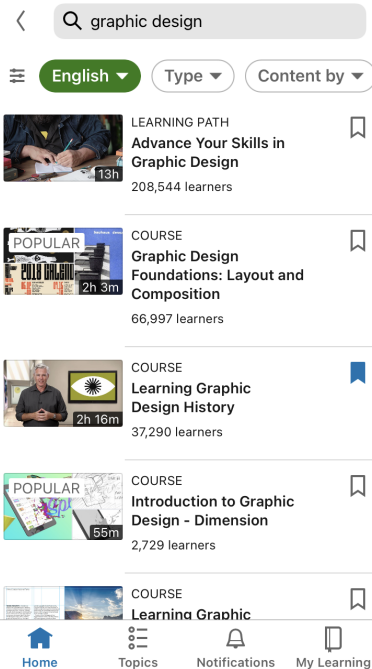 graphic design
English
Type
Content by
LEARNING PATH
Advance Your Skills in
Graphic Design
13h
208,544 learners
POPULAR
COURSE
Graphic Design
Foundations: Layout and
Composition
2h 3m
66,997 learners
COURSE
Learning Graphic
Design History
2h 16m
37,290 learners
POPULAR
COURSE
Introduction to Graphic
Design - Dimension
55m
2,729 learners
COURSE
Learning Graphic
Home
Topics
Notifications
My Learning